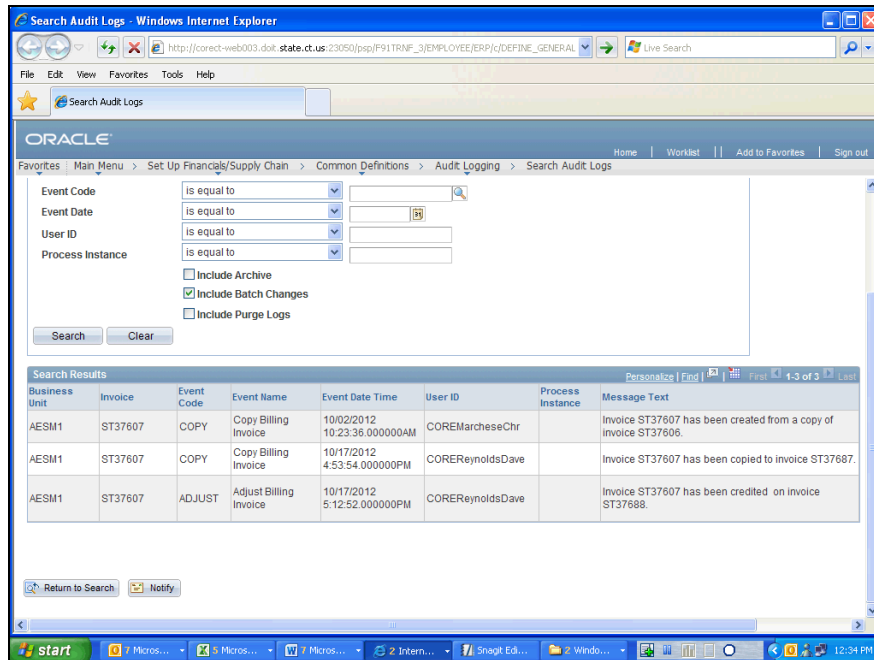 Search Audit Logs - Windows Internet Explorer
http://corect-web003.doit.state.ct.us:23050/psp/F91TRNF_3/EMPLOYEE/ERP/c/DEFINE_GENERAL
Live Search
File Edit View Favorites Tools Help
Search Audit Logs
ORACLE
Home | Worklist || Add to Favorites | Sign out
Favorites | Main Menu > Set Up Financials/Supply Chain > Common Definitions > Audit Logging > Search Audit Logs
Event Code is equal to
Event Date is equal to
User ID is equal to
Process Instance is equal to
Include Archive
Include Batch Changes
Include Purge Logs
Search Clear
Search Results Personalize | Find | First 1-3 of 3 Last
Business Unit Invoice Event Code Event Name Event Date Time User ID Process Instance Message Text
AESM1 ST37607 COPY Copy Billing Invoice 10/02/2012 10:23:36.000000AM COREMarcheseChr Invoice ST37607 has been created from a copy of invoice ST37606.
AESM1 ST37607 COPY Copy Billing Invoice 10/17/2012 4:53:54.000000PM COREReynoldsDave Invoice ST37607 has been copied to invoice ST37687.
AESM1 ST37607 ADJUST Adjust Billing Invoice 10/17/2012 5:12:52.000000PM COREReynoldsDave Invoice ST37607 has been credited on invoice ST37688.
Return to Search Notify
start 7 Micros... 5 Micros... 7 Micros... 2 Intern... Snagit Edi... 2 Windo... 12:34 PM